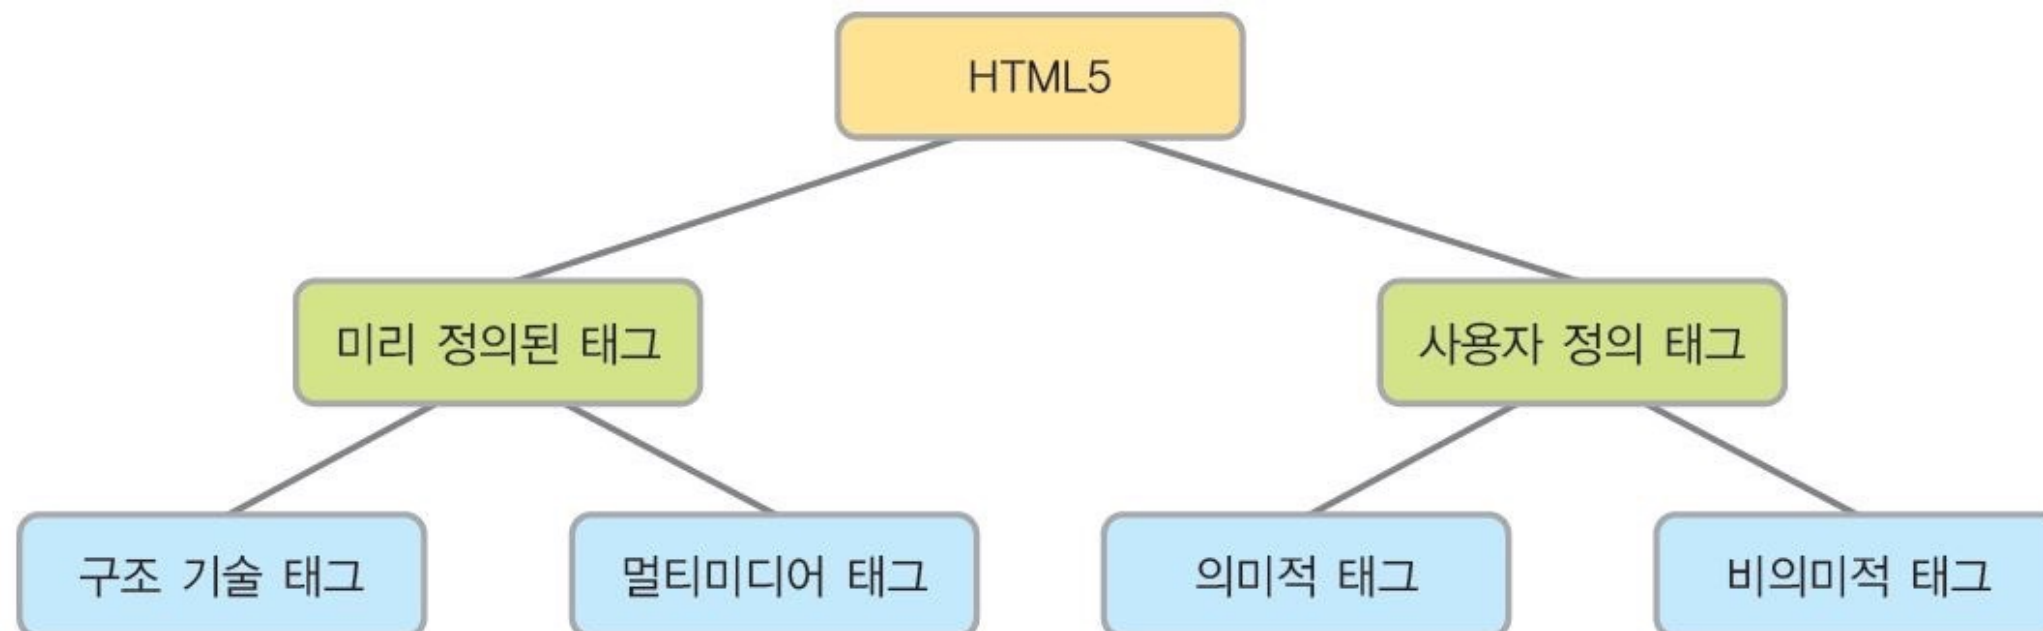 HTML5
미리 정의된 태그
사용자 정의 태그
구조 기술 태그
멀티미디어 태그
의미적 태그
비의미적 태그